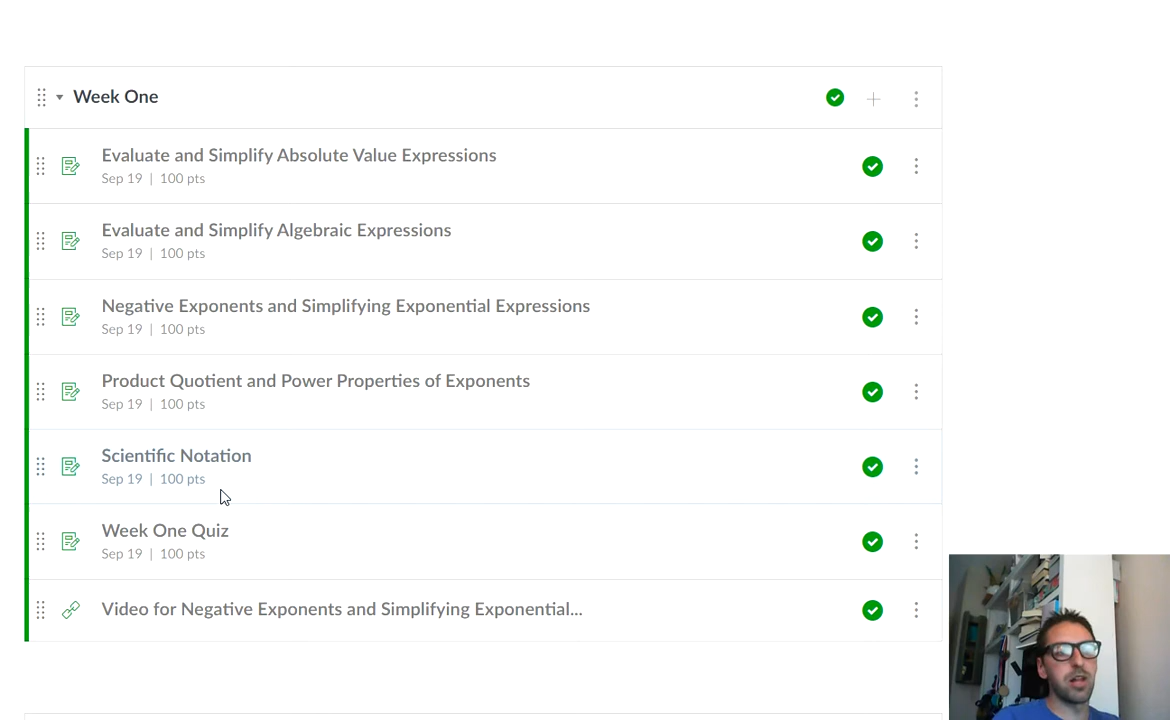 Week One
Evaluate and Simplify Absolute Value Expressions
Sep 19 | 100 pts
Evaluate and Simplify Algebraic Expressions
Sep 19 | 100 pts
Negative Exponents and Simplifying Exponential Expressions
Sep 19 | 100 pts
Product Quotient and Power Properties of Exponents
Sep 19 | 100 pts
Scientific Notation
Sep 19 | 100 pts
Week One Quiz
Sep 19 | 100 pts
Video for Negative Exponents and Simplifying Exponential...